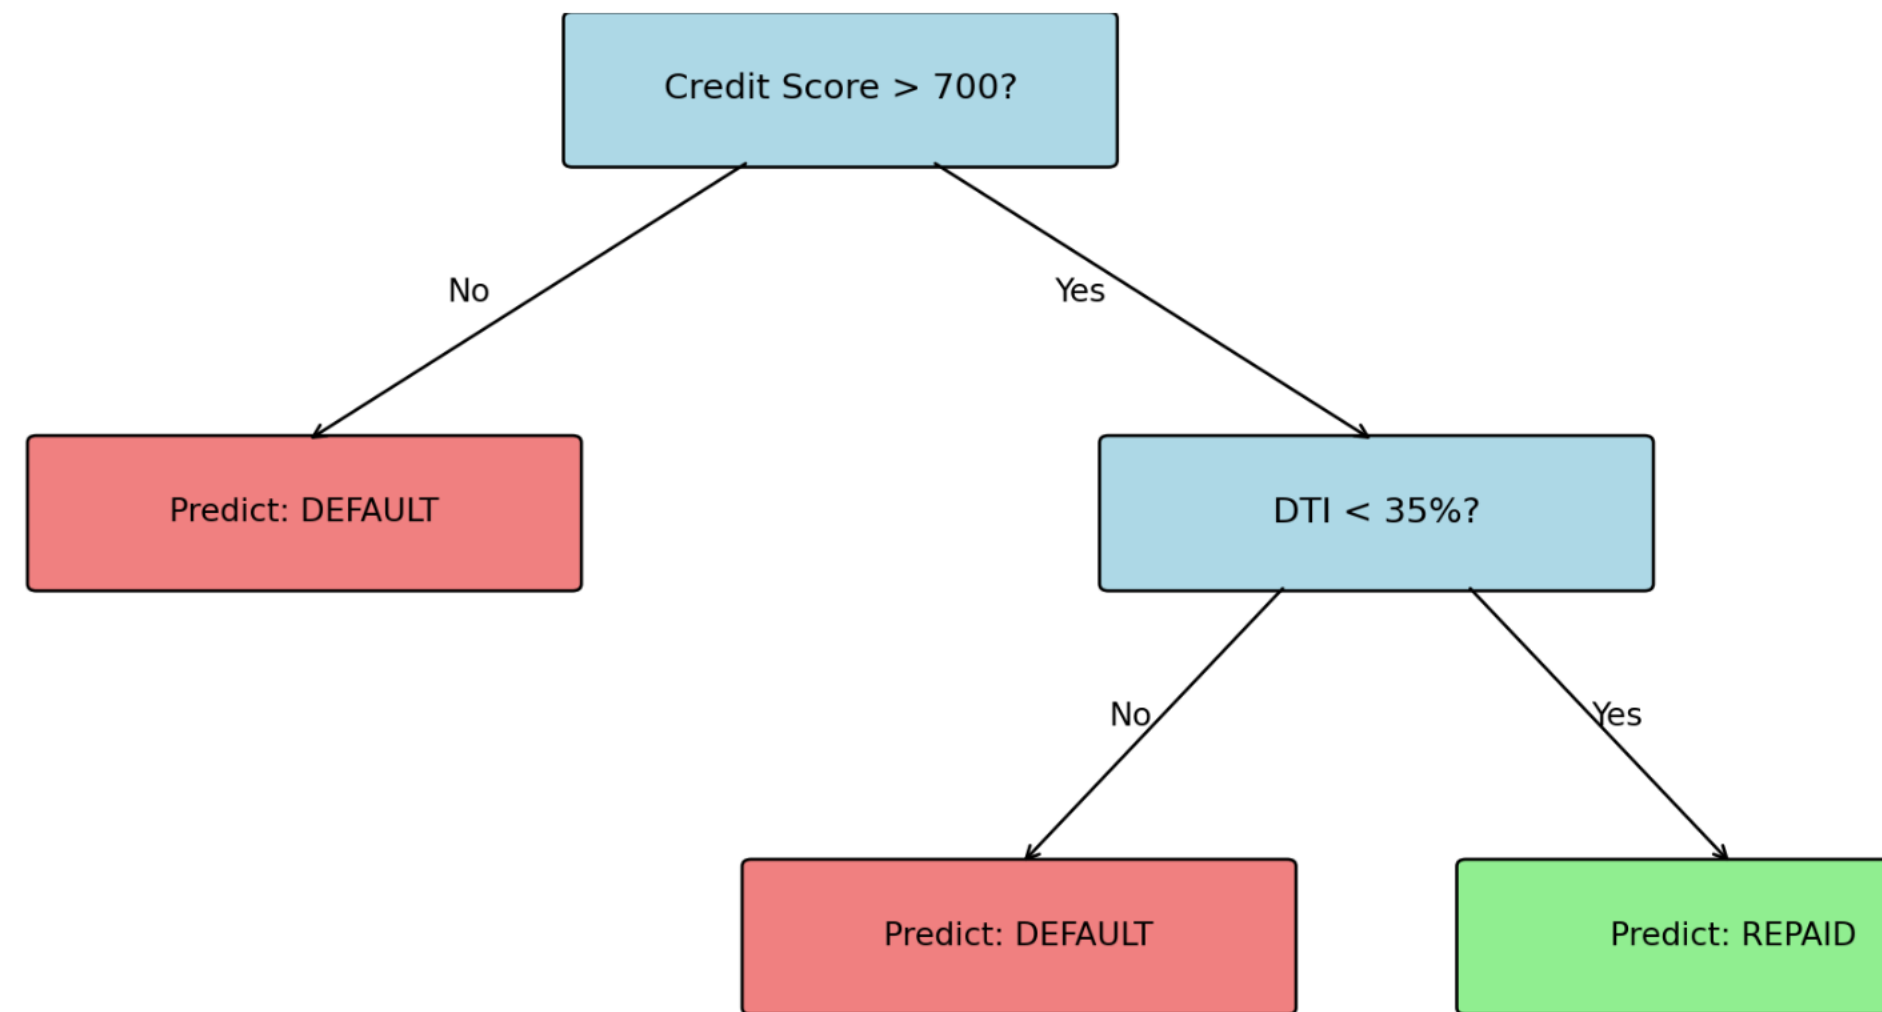 Credit Score > 700?
No
Yes
Predict: DEFAULT
DTI < 35%?
No
Yes
Predict: DEFAULT
Predict: REPAID